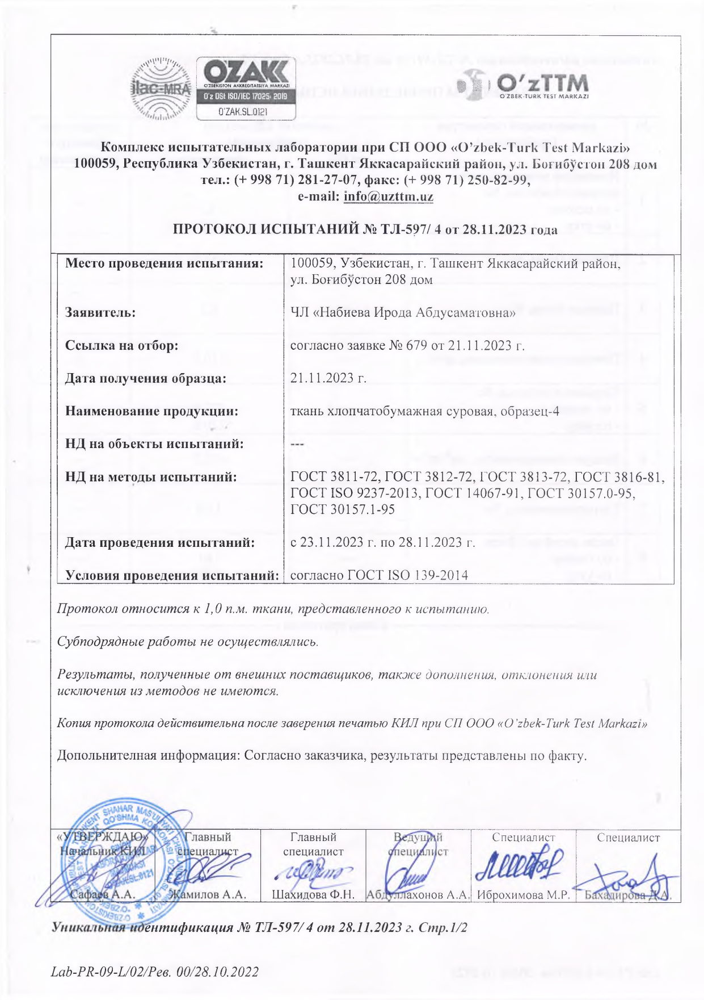 ilac-MRA
OZAKK
O'ZBEKISTON AKKREDITATSIYA MARKAZI
O'z DSt ISO/IEC 17025: 2019
O'ZAK.SL.0121
O'zTTM
O'ZBEK-TURK TEST MARKAZI
Комплекс испытательных лаборатории при СП ООО «O'zbek-Turk Test Markazi»
100059, Республика Узбекистан, г. Ташкент Яккасарайский район, ул. Боғибўстон 208 дом
тел.: (+ 998 71) 281-27-07, факс: (+ 998 71) 250-82-99,
e-mail: info@uzttm.uz
ПРОТОКОЛ ИСПЫТАНИЙ № ТЛ-597/ 4 от 28.11.2023 года
Место проведения испытания: 100059, Узбекистан, г. Ташкент Яккасарайский район,
ул. Боғибўстон 208 дом
Заявитель: ЧЛ «Набиева Ирода Абдусаматовна»
Ссылка на отбор: согласно заявке № 679 от 21.11.2023 г.
Дата получения образца: 21.11.2023 г.
Наименование продукции: ткань хлопчатобумажная суровая, образец-4
НД на объекты испытаний: ---
НД на методы испытаний: ГОСТ 3811-72, ГОСТ 3812-72, ГОСТ 3813-72, ГОСТ 3816-81,
ГОСТ ISO 9237-2013, ГОСТ 14067-91, ГОСТ 30157.0-95,
ГОСТ 30157.1-95
Дата проведения испытаний: с 23.11.2023 г. по 28.11.2023 г.
Условия проведения испытаний: согласно ГОСТ ISO 139-2014
Протокол относится к 1,0 п.м. ткани, представленного к испытанию.
Субподрядные работы не осуществлялись.
Результаты, полученные от внешних поставщиков, также дополнения, отклонения или
исключения из методов не имеются.
Копия протокола действительна после заверения печатью КИЛ при СП ООО «O'zbek-Turk Test Markazi»
Допольнителная информация: Согласно заказчика, результаты представлены по факту.
«УТВЕРЖДАЮ» Главный Главный Ведущий Специалист Специалист
Начальник КИЛ специалист специалист специалист
Сафаев А.А. Жамилов А.А. Шахидова Ф.Н. Абдуллахонов А.А. Иброхимова М.Р. Бахадирова Д.А.
Уникальная идентификация № ТЛ-597/ 4 от 28.11.2023 г. Стр.1/2
Lab-PR-09-L/02/Рев. 00/28.10.2022